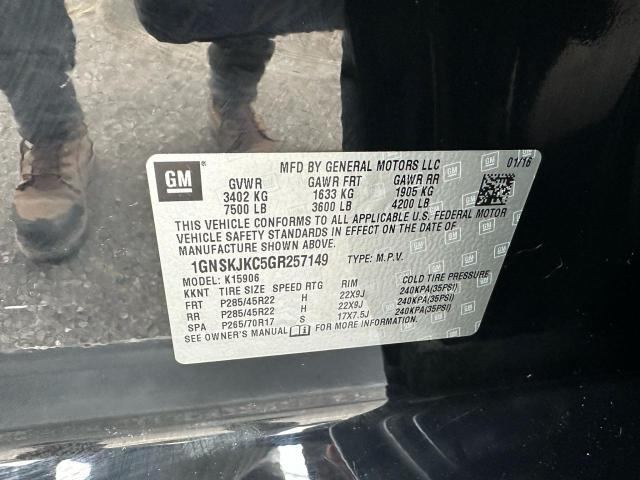 GM
MFD BY GENERAL MOTORS LLC 01/16
GVWR GAWR FRT GAWR RR
3402 KG 1633 KG 1905 KG
7500 LB 3600 LB 4200 LB
THIS VEHICLE CONFORMS TO ALL APPLICABLE U.S. FEDERAL MOTOR
VEHICLE SAFETY STANDARDS IN EFFECT ON THE DATE OF
MANUFACTURE SHOWN ABOVE.
1GNSKJKC5GR257149 TYPE: M.P.V.
MODEL: K15906
KKNT TIRE SIZE SPEED RTG RIM COLD TIRE PRESSURE
FRT P285/45R22 H 22X9J 240KPA(35PSI)
RR P285/45R22 H 22X9J 240KPA(35PSI)
SPA P265/70R17 S 17X7.5J 240KPA(35PSI)
SEE OWNER'S MANUAL FOR MORE INFORMATION.